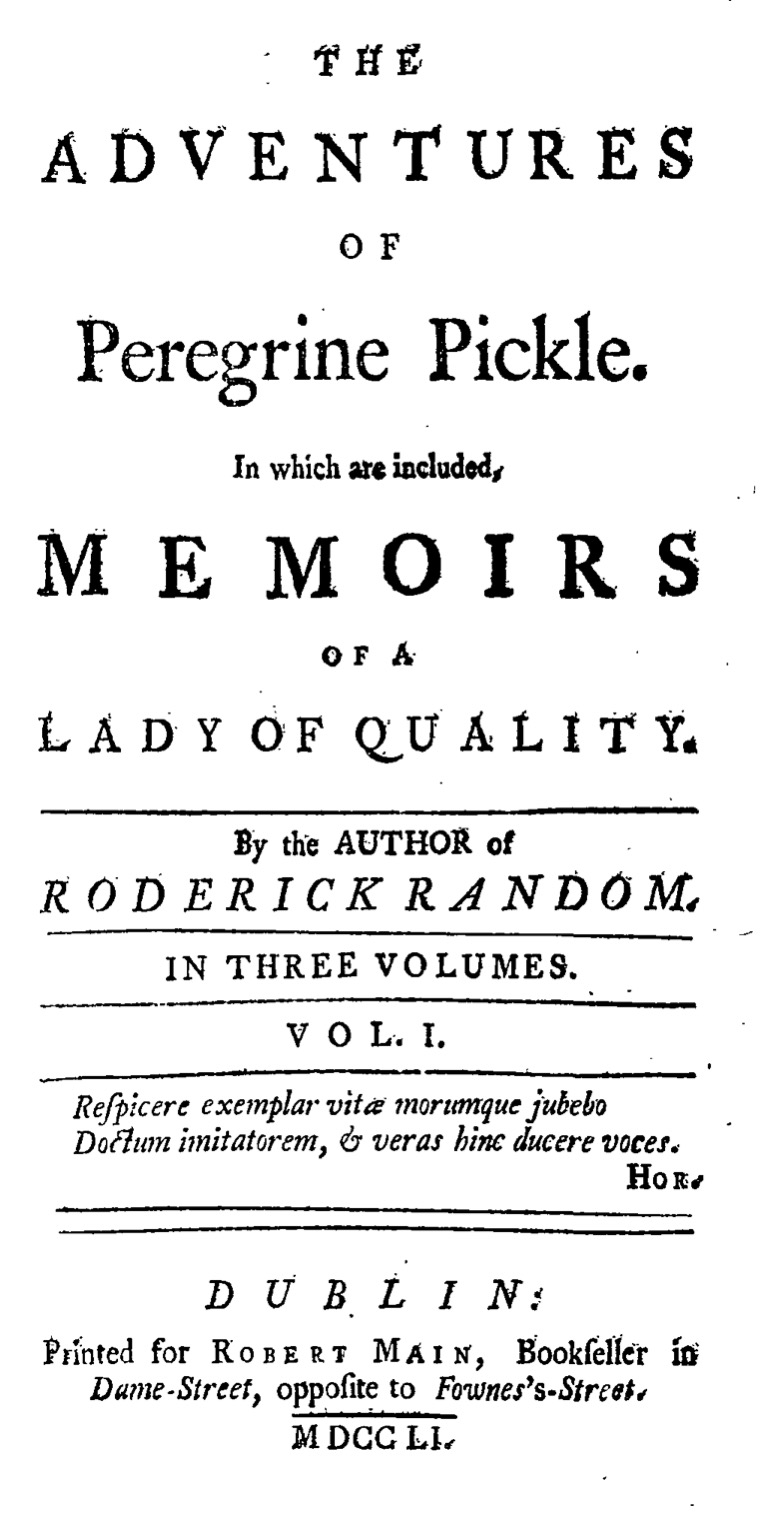 THE
ADVENTURES
OF
Peregrine Pickle.
In which are included,
MEMOIRS
OF A
LADY OF QUALITY.
By the AUTHOR of
RODERICK RANDOM.
IN THREE VOLUMES.
VOL. I.
Reſpicere exemplar vitæ morumque jubebo
Doctum imitatorem, & veras hinc ducere voces.
HOR.
DUBLIN:
Printed for ROBERT MAIN, Bookſeller in
Dame-Street, oppoſite to Fownes's-Street.
MDCCLI.